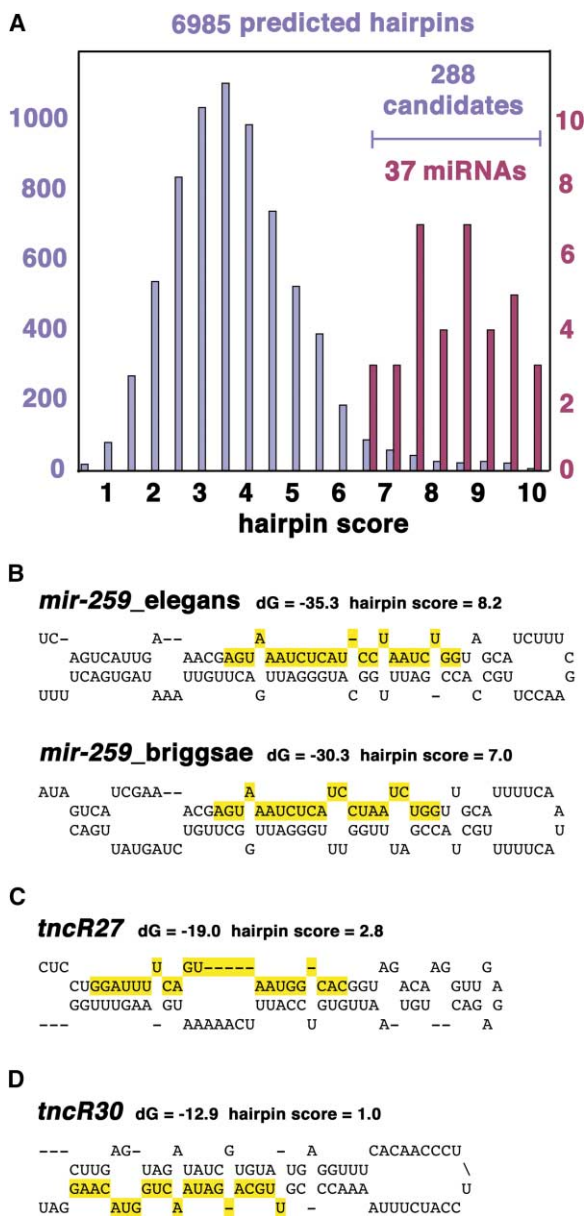 A
6985 predicted hairpins
288
candidates
37 miRNAs
1000
800
600
400
200
0
10
8
6
4
2
0
1 2 3 4 5 6 7 8 9 10
hairpin score
B
mir-259_elegans dG = -35.3 hairpin score = 8.2
UC- A-- A - U U A UCUUU
AGUCAUUG AACGAGU AAUCUCAU CC AAUC GGU GCA C
UCAGUGAU UUGUUCA UUAGGGUA GG UUAG CCA CGU G
UUU AAA G C U - C UCCAA
mir-259_briggsae dG = -30.3 hairpin score = 7.0
AUA UCGAA-- A UC UC U UUUUCA
GUCA ACGAGU AAUCUCA CUAA UGGU GCA A
CAGU UGUUCG UUAGGGU GGUU GCCA CGU U
UAUGAUC G UU UA U UUUUCA
C
tncR27 dG = -19.0 hairpin score = 2.8
CUC U GU----- - AG AG G
CUGGAUUU CA AAUGG CACGGU ACA GUU A
GGUUUGAA GU UUACC GUGUUA UGU CAG G
--- - AAAAACU U A- -- A
D
tncR30 dG = -12.9 hairpin score = 1.0
--- AG- A G - A CACAACCCU
CUUG UAG UAUC UGUA UG GGUUU \
GAAC GUC AUAG ACGU GC CCAAA U
UAG AUG A - U - AUUUCUACC